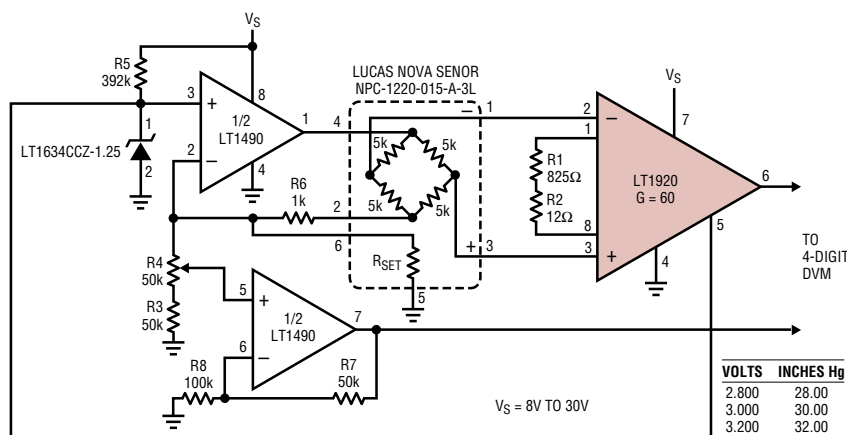 VS
R5
392k
3
+
8
1/2
LT1490
1
4
2
–
LT1634CCZ-1.25
1
2
LUCAS NOVA SENOR
NPC-1220-015-A-3L
4
5k
5k
5k
5k
–
1
2
+
3
R6
1k
6
RSET
5
R4
50k
R3
50k
5
+
1/2
LT1490
6
–
7
R8
100k
R7
50k
VS
2
–
1
R1
825Ω
R2
12Ω
8
3
+
7
LT1920
G = 60
6
5
4
TO
4-DIGIT
DVM
VS = 8V TO 30V
VOLTS INCHES Hg
2.800 28.00
3.000 30.00
3.200 32.00